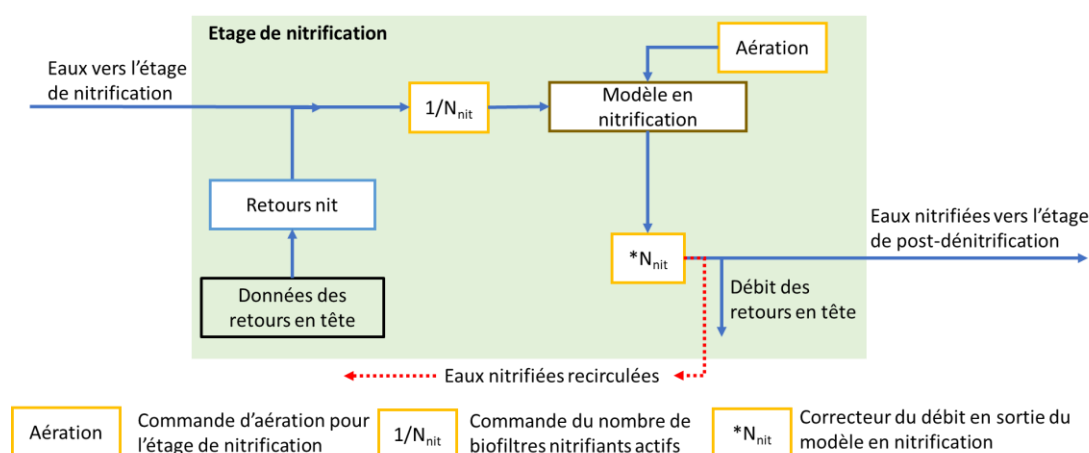 Etage de nitrification
Aération
Eaux vers l'étage
de nitrification
1/Nnit
Modèle en
nitrification
Retours nit
Eaux nitrifiées vers l'étage
de post-dénitrification
*Nnit
Données des
retours en tête
Débit des
retours en tête
Eaux nitrifiées recirculées
Aération
Commande d'aération pour
l'étage de nitrification
1/Nnit
Commande du nombre de
biofiltres nitrifiants actifs
*Nnit
Correcteur du débit en sortie du
modèle en nitrification